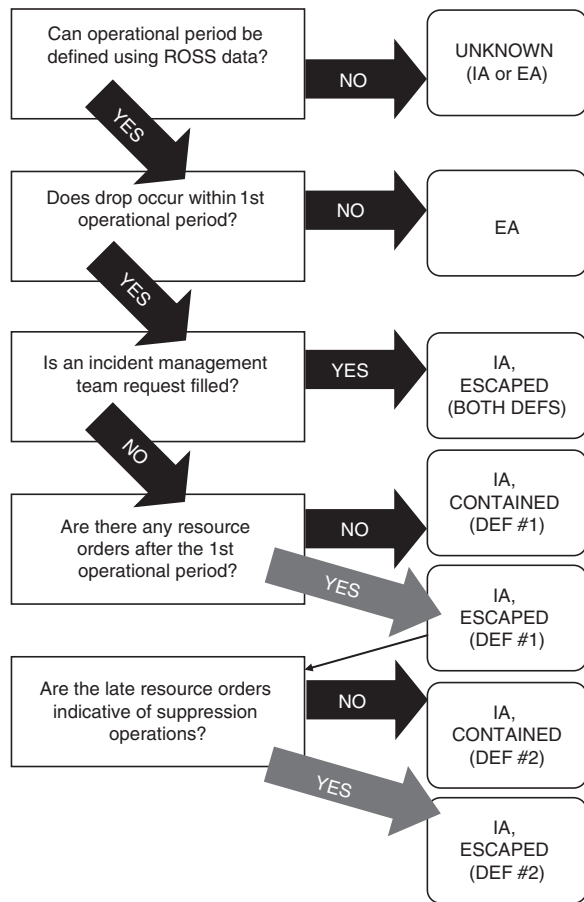 Can operational period be
defined using ROSS data?
NO
UNKNOWN
(IA or EA)
YES
Does drop occur within 1st
operational period?
NO
EA
YES
Is an incident management
team request filled?
YES
IA,
ESCAPED
(BOTH DEFS)
NO
Are there any resource
orders after the 1st
operational period?
NO
IA,
CONTAINED
(DEF #1)
YES
IA,
ESCAPED
(DEF #1)
Are the late resource orders
indicative of suppression
operations?
NO
IA,
CONTAINED
(DEF #2)
YES
IA,
ESCAPED
(DEF #2)